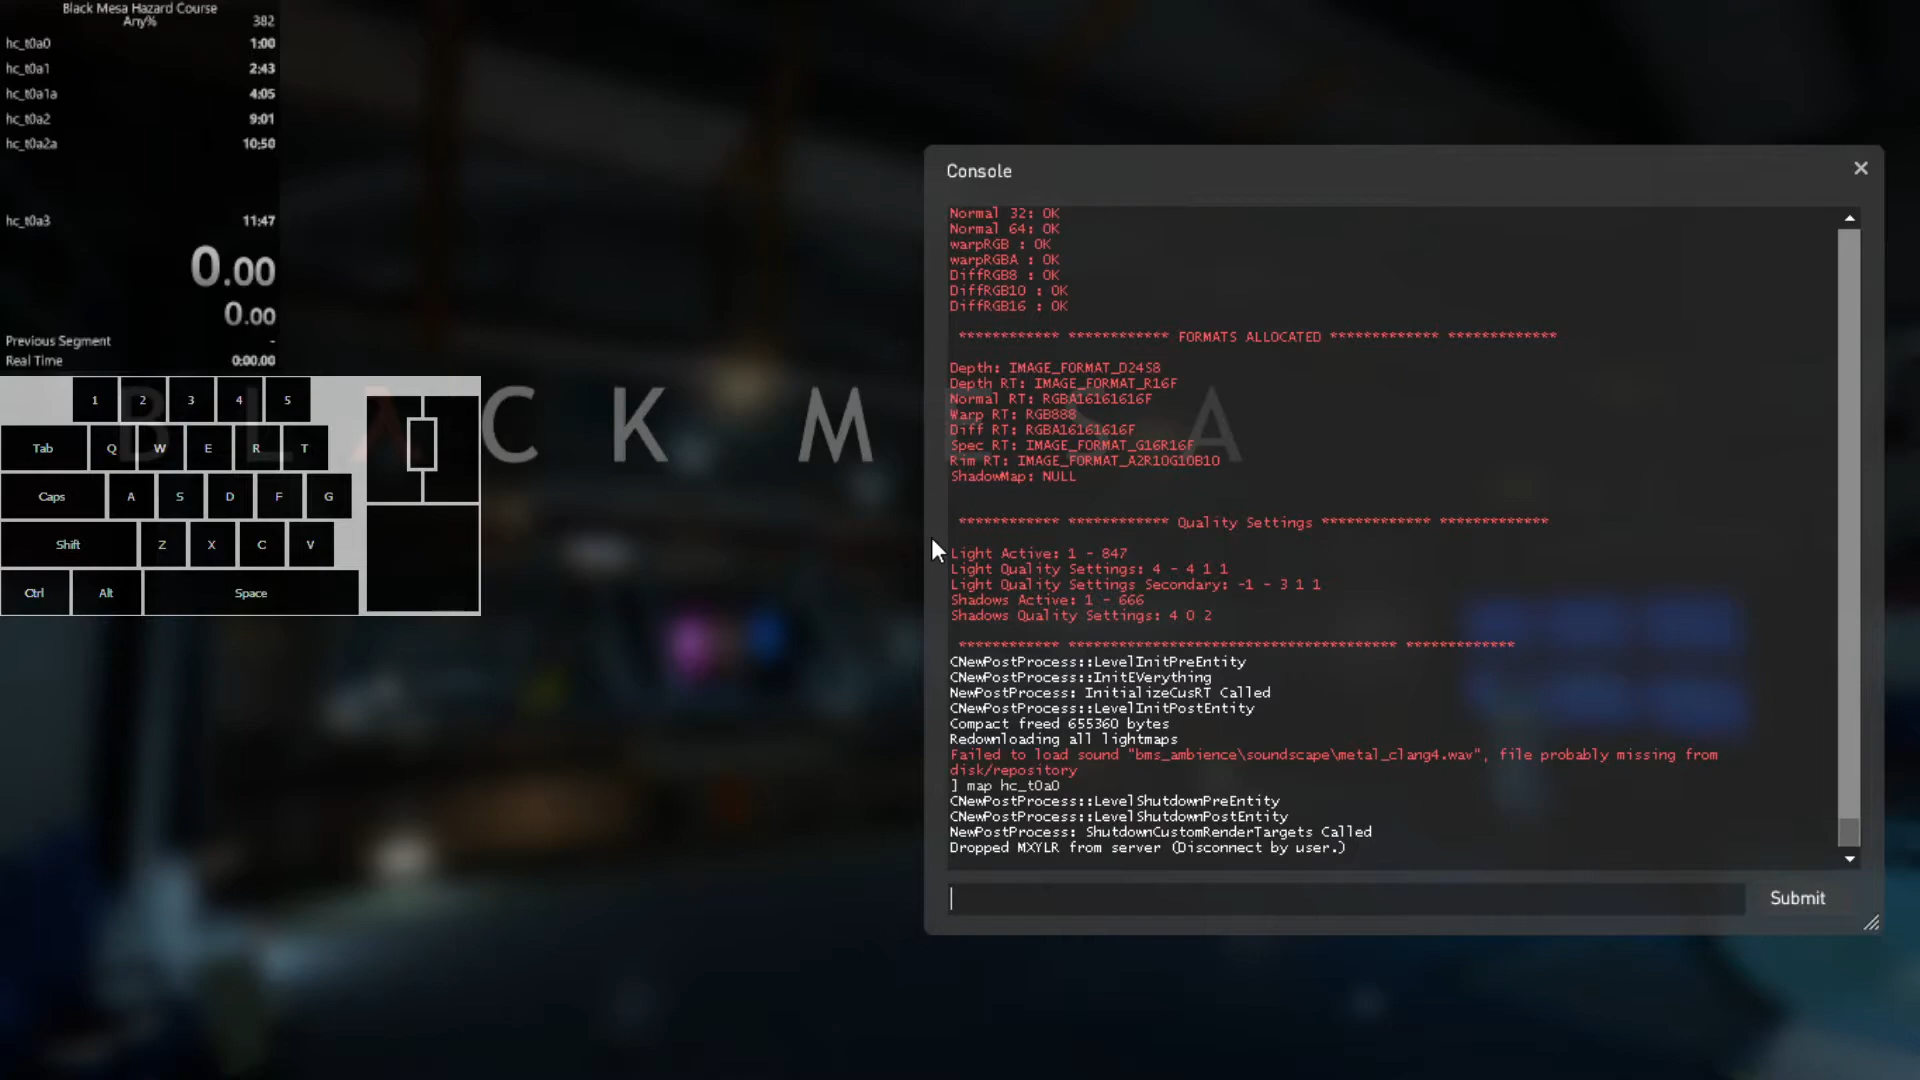 Black Mesa Hazard Course
Any% 382
hc_t0a0 1:00
hc_t0a1 2:43
hc_t0a1a 4:05
hc_t0a2 9:01
hc_t0a2a 10:50
hc_t0a3 11:47
0.00
0.00
Previous Segment -
Real Time 0:00.00
1 2 3 4 5
Tab Q W E R T
Caps A S D F G
Shift Z X C V
Ctrl Alt Space
BLACK MESA
Console
Normal 32: OK
Normal 64: OK
warpRGB : OK
warpRGBA : OK
DiffRGB8 : OK
DiffRGB10 : OK
DiffRGB16 : OK
************ ************ FORMATS ALLOCATED ************* *************
Depth: IMAGE_FORMAT_D24S8
Depth RT: IMAGE_FORMAT_R16F
Normal RT: RGBA16161616F
Warp RT: RGB888
Diff RT: RGBA16161616F
Spec RT: IMAGE_FORMAT_G16R16F
Rim RT: IMAGE_FORMAT_A2R10G10B10
ShadowMap: NULL
************ ************ Quality Settings ************* *************
Light Active: 1 - 847
Light Quality Settings: 4 - 4 1 1
Light Quality Settings Secondary: -1 - 3 1 1
Shadows Active: 1 - 666
Shadows Quality Settings: 4 0 2
************ *************************************** *************
CNewPostProcess::LevelInitPreEntity
CNewPostProcess::InitEVerything
NewPostProcess: InitializeCusRT Called
CNewPostProcess::LevelInitPostEntity
Compact freed 655360 bytes
Redownloading all lightmaps
Failed to load sound "bms_ambience\soundscape\metal_clang4.wav", file probably missing from
disk/repository
] map hc_t0a0
CNewPostProcess::LevelShutdownPreEntity
CNewPostProcess::LevelShutdownPostEntity
NewPostProcess: ShutdownCustomRenderTargets Called
Dropped MXYLR from server (Disconnect by user.)
Submit